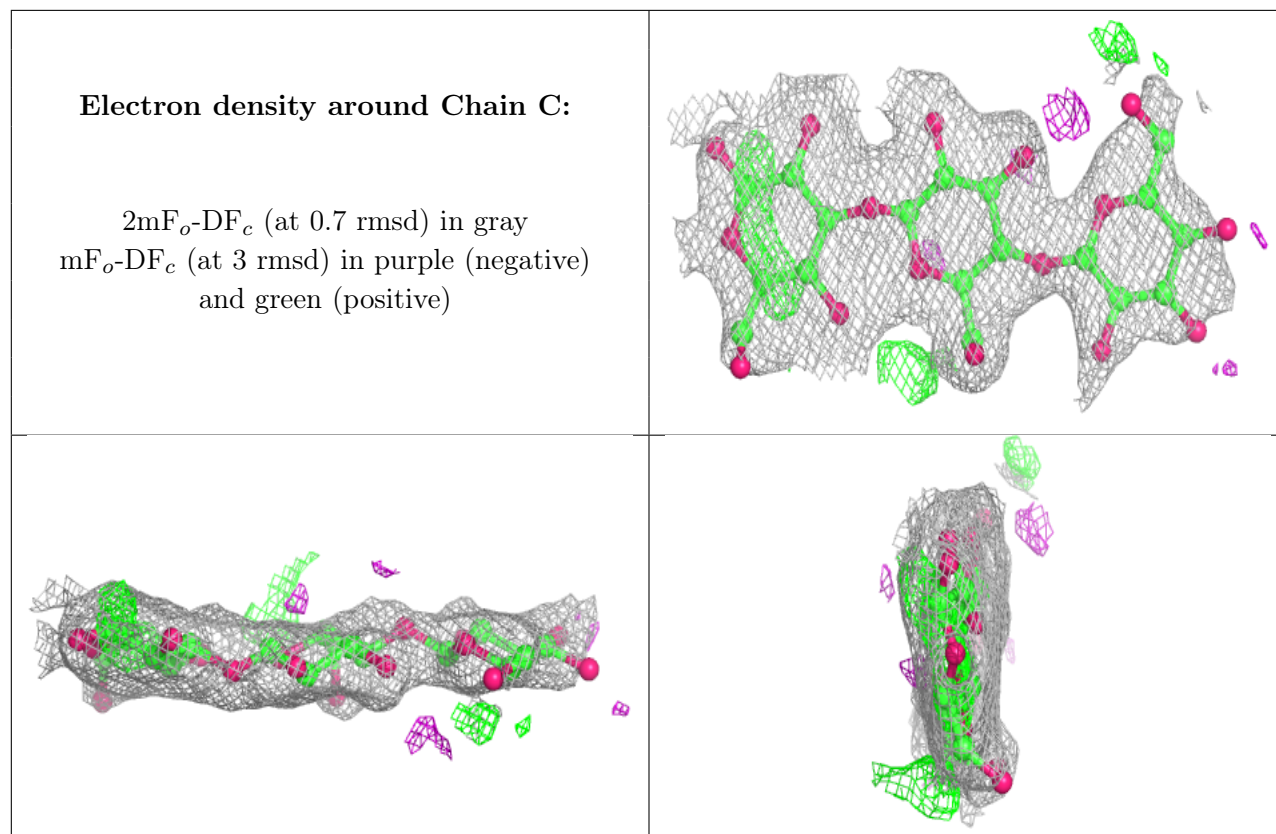 Electron density around Chain C:
2mFo-DFc (at 0.7 rmsd) in gray
mFo-DFc (at 3 rmsd) in purple (negative)
and green (positive)